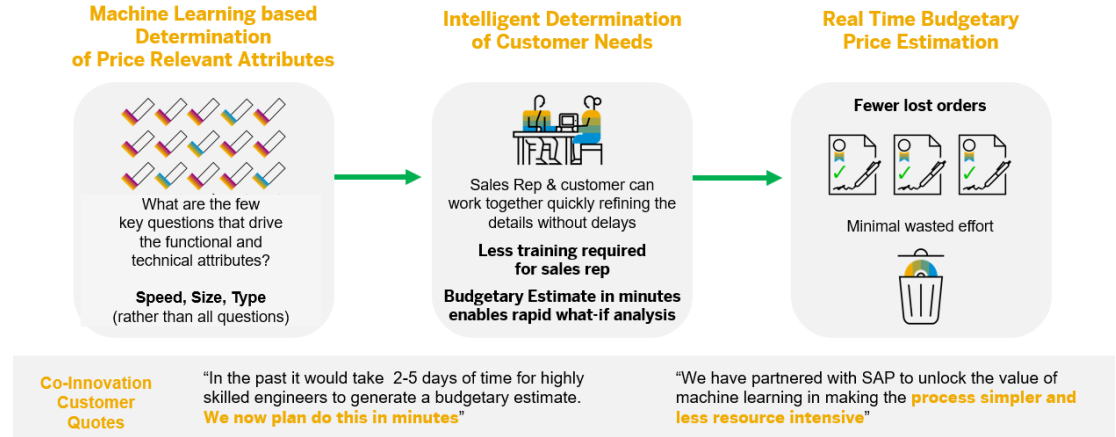 Machine Learning based
Determination
of Price Relevant Attributes
What are the few
key questions that drive
the functional and
technical attributes?
Speed, Size, Type
(rather than all questions)
Intelligent Determination
of Customer Needs
Sales Rep & customer can
work together quickly refining the
details without delays
Less training required
for sales rep
Budgetary Estimate in minutes
enables rapid what-if analysis
Real Time Budgetary
Price Estimation
Fewer lost orders
Minimal wasted effort
Co-Innovation
Customer
Quotes
“In the past it would take 2-5 days of time for highly
skilled engineers to generate a budgetary estimate.
We now plan do this in minutes”
“We have partnered with SAP to unlock the value of
machine learning in making the process simpler and
less resource intensive”